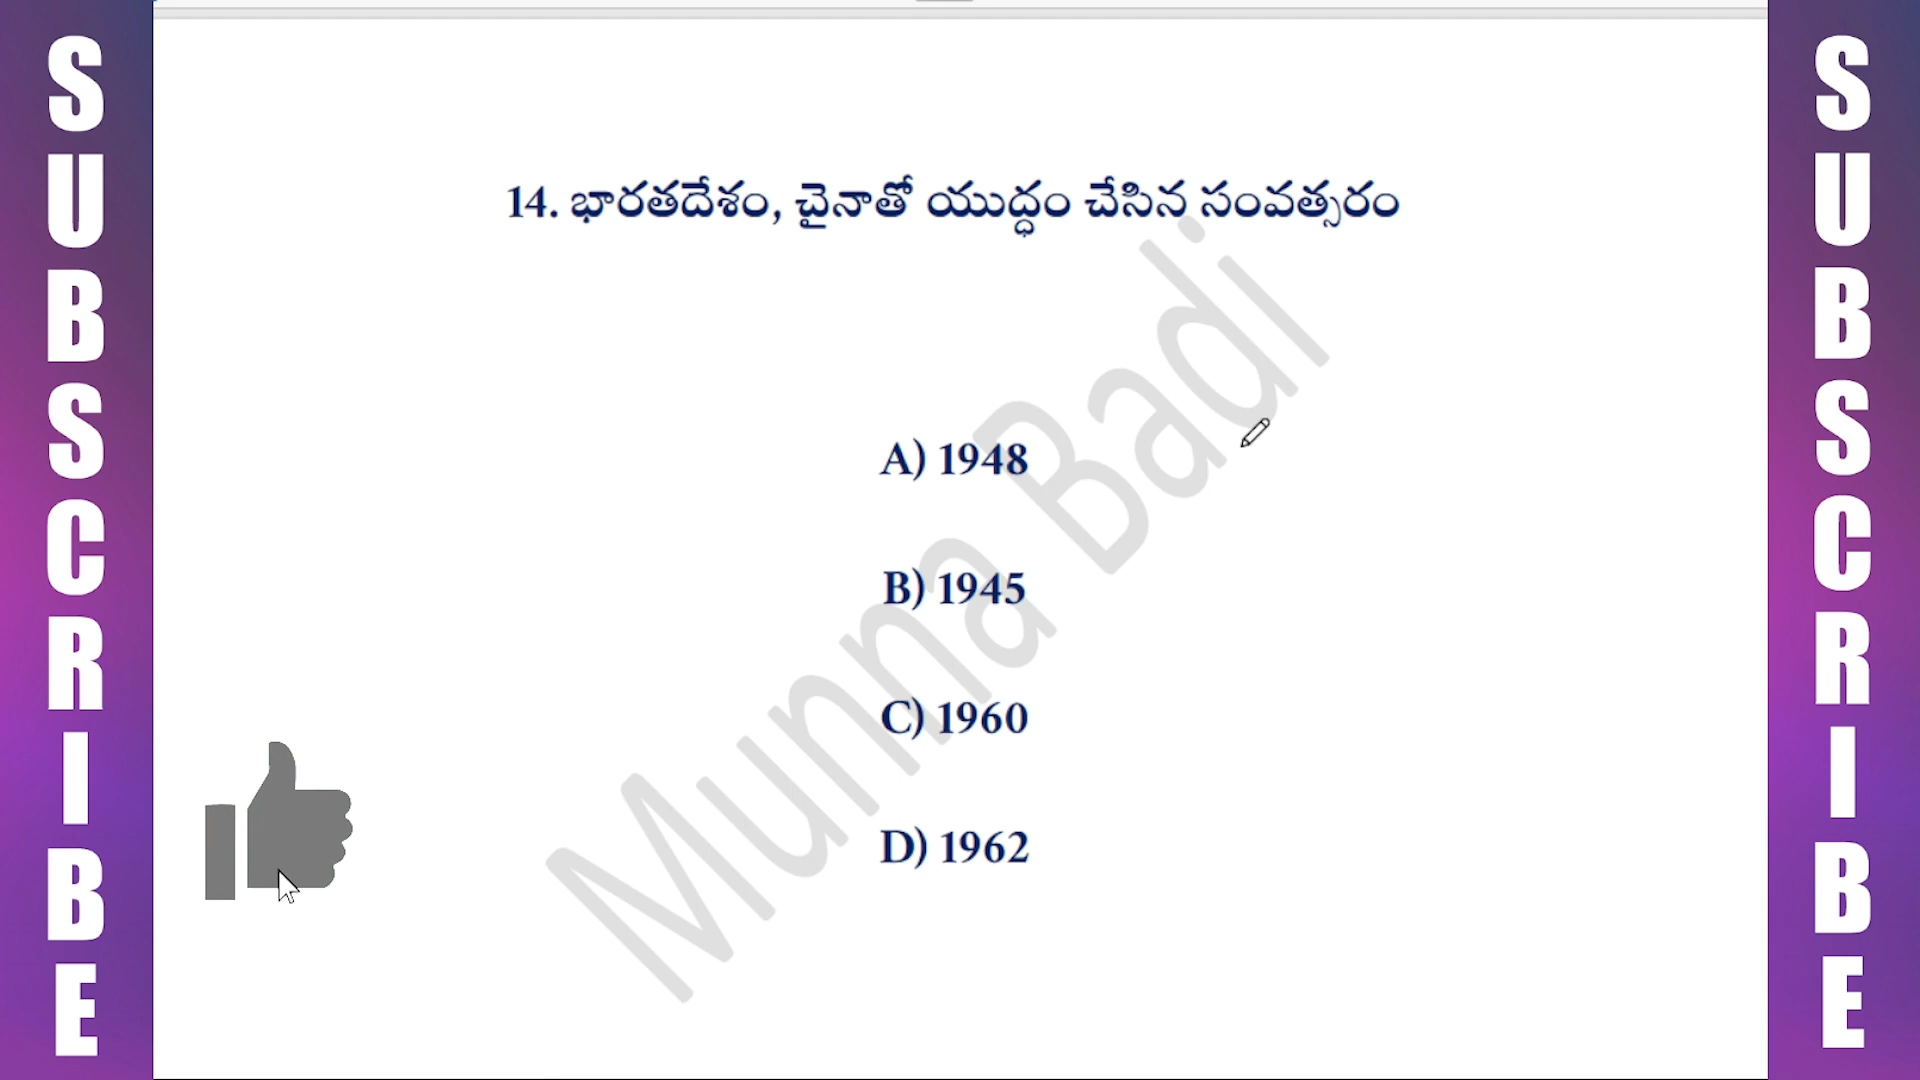 SUBSCRIBE
14. భారతదేశం, చైనాతో యుద్ధం చేసిన సంవత్సరం
A) 1948
B) 1945
C) 1960
D) 1962
Munna Badi
SUBSCRIBE